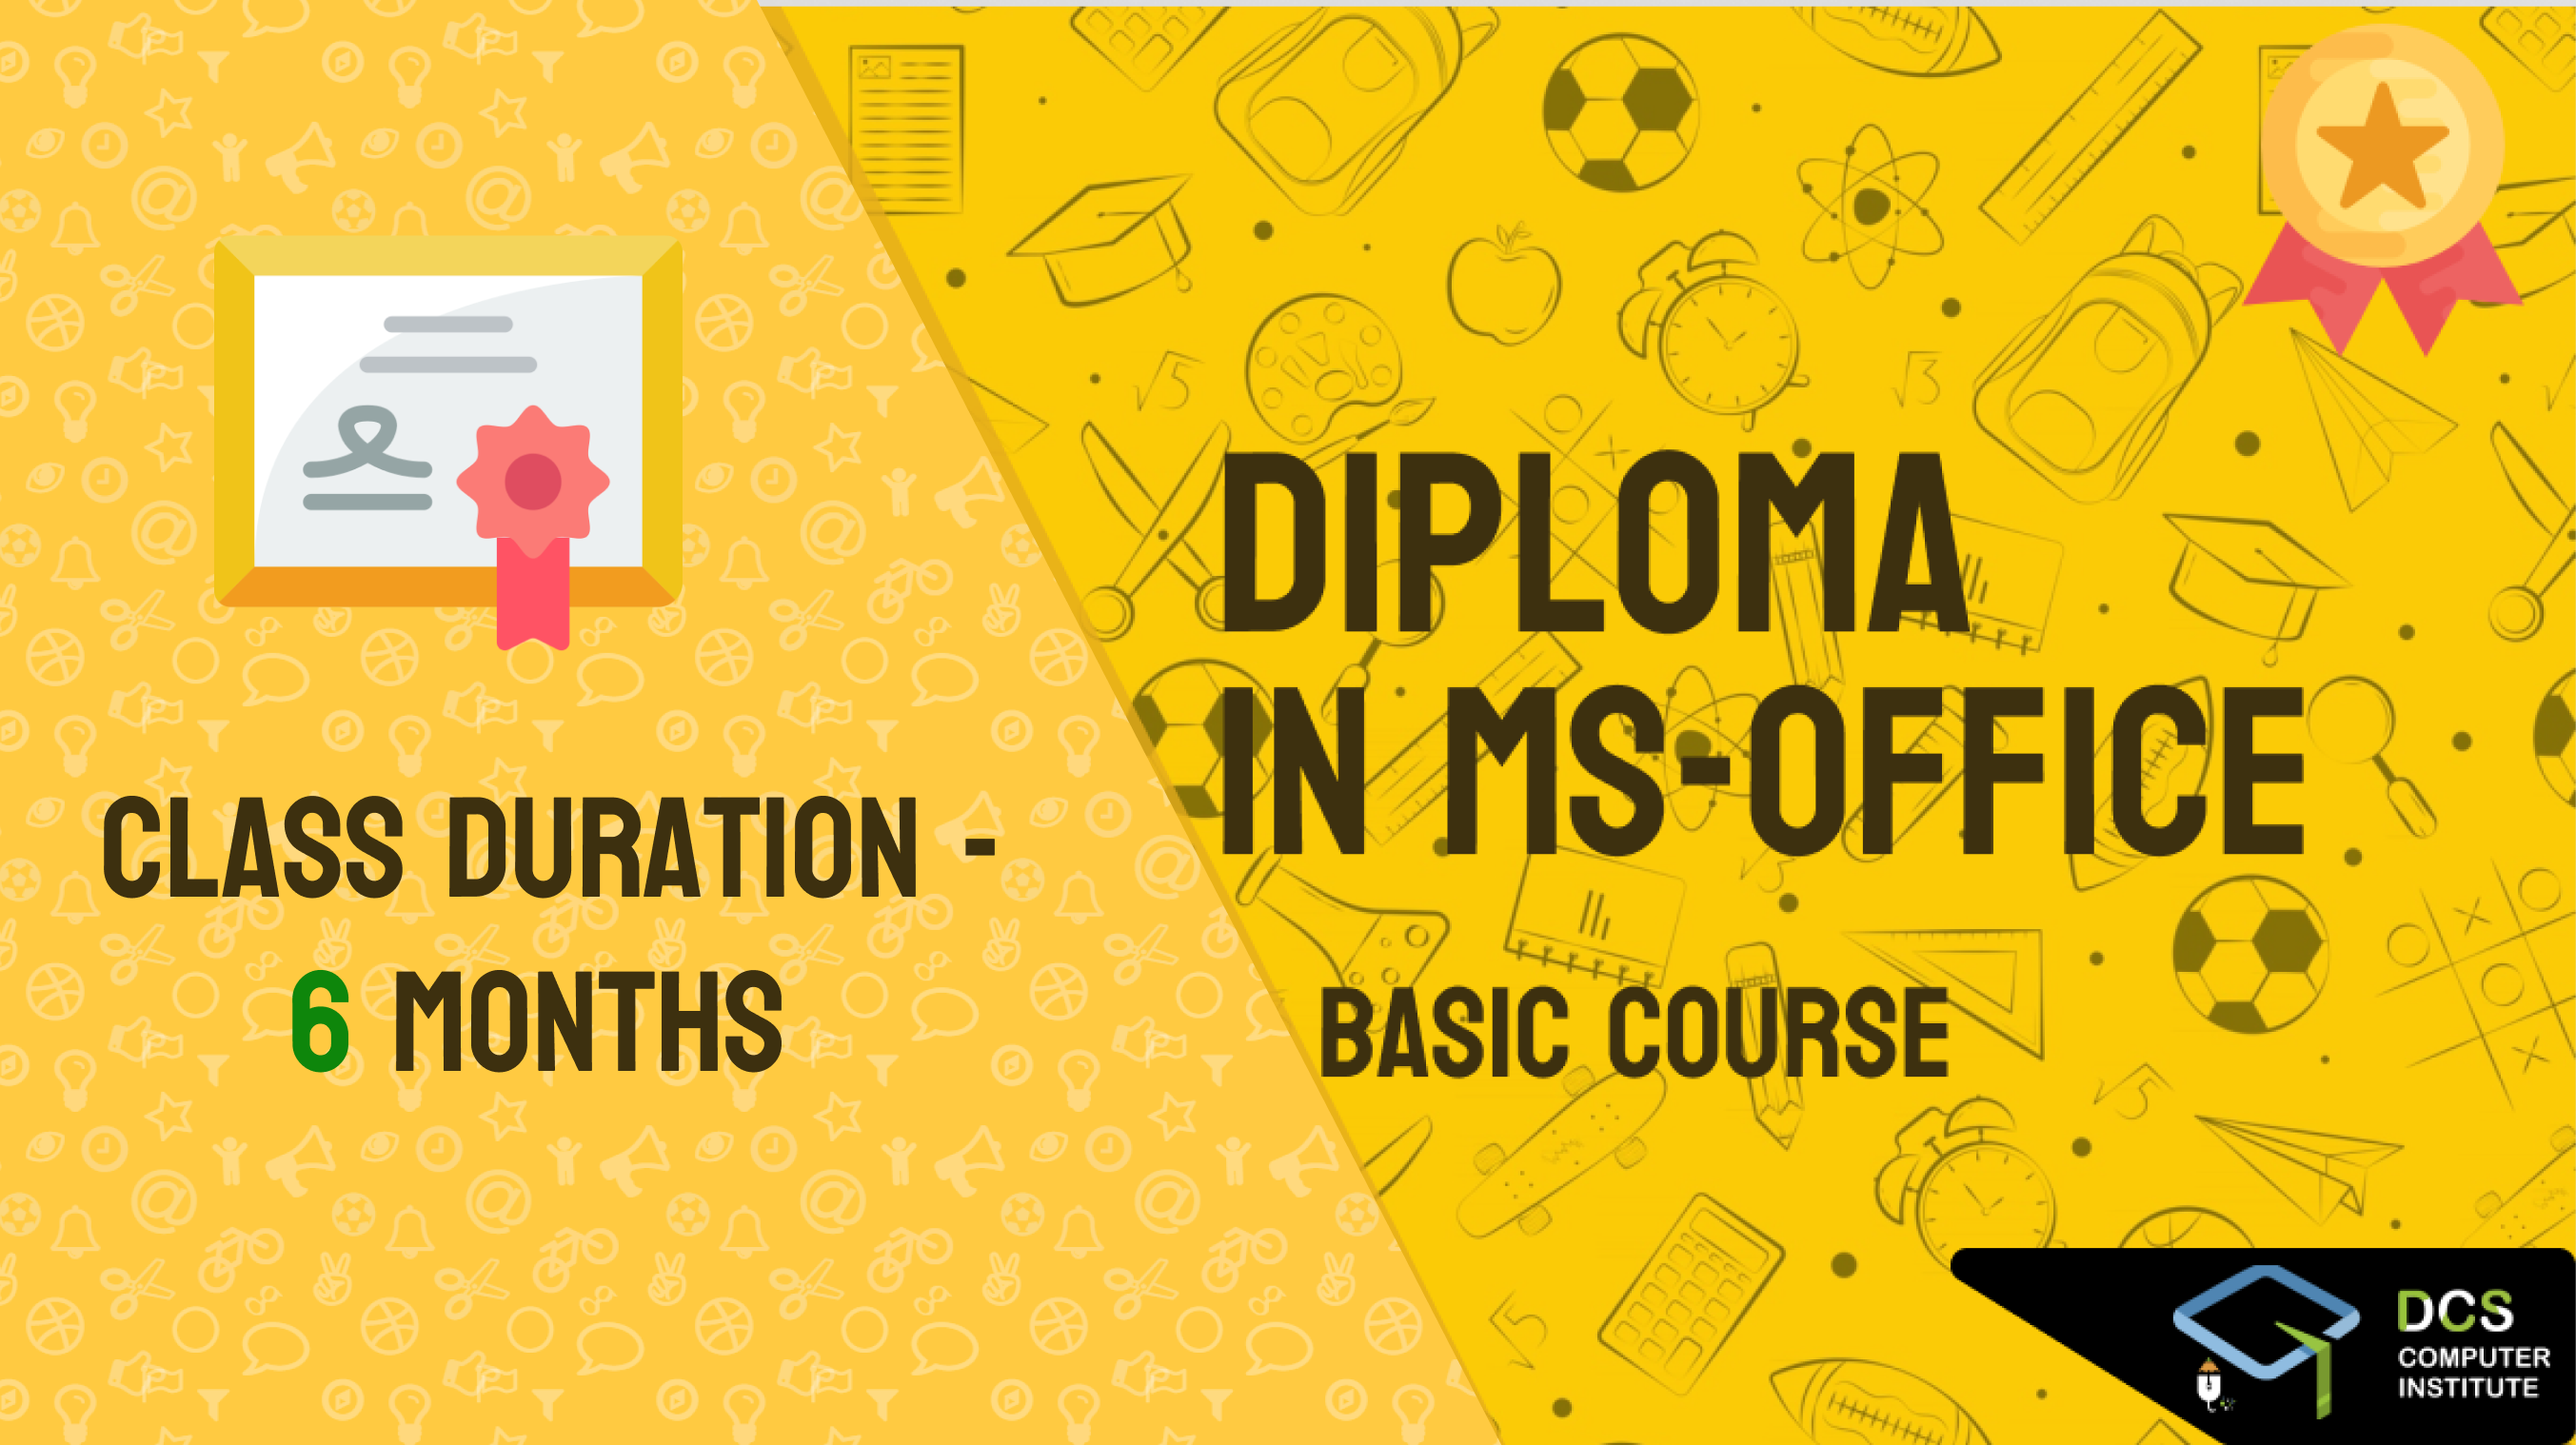 CLASS DURATION -
6 MONTHS
DIPLOMA
IN MS-OFFICE
BASIC COURSE
DCS
COMPUTER
INSTITUTE